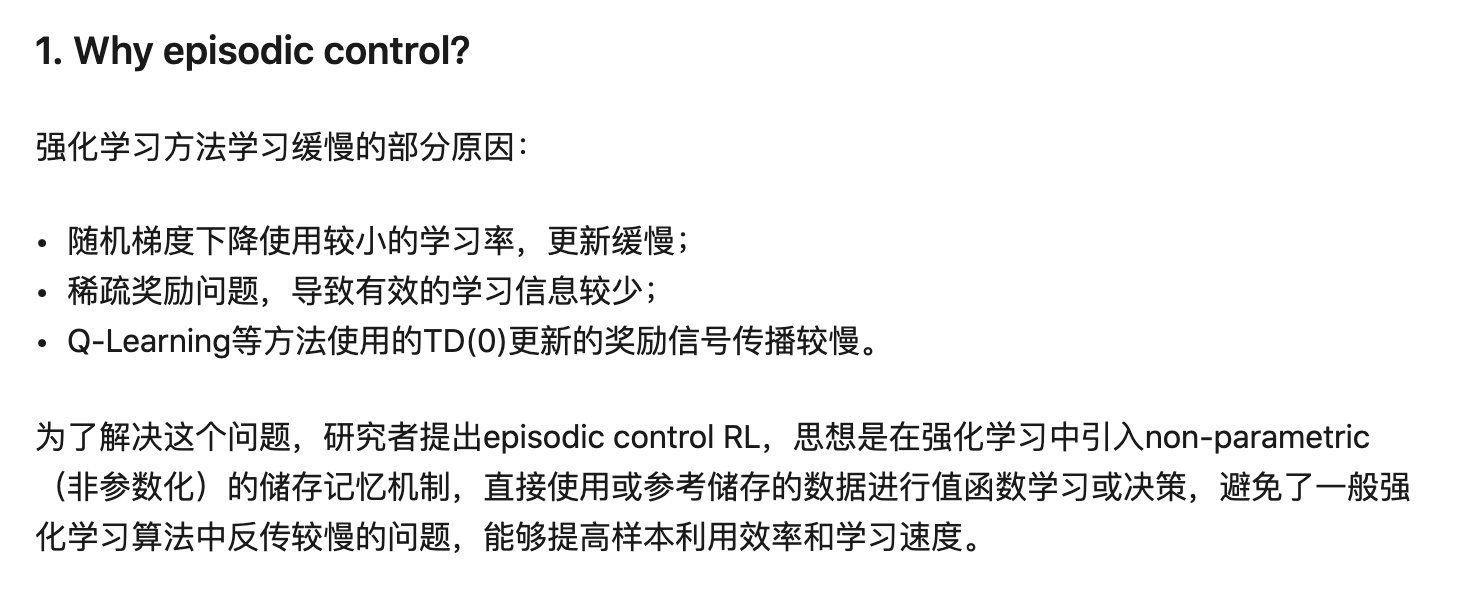 1. Why episodic control?
强化学习方法学习缓慢的部分原因：
• 随机梯度下降使用较小的学习率，更新缓慢；
• 稀疏奖励问题，导致有效的学习信息较少；
• Q-Learning等方法使用的TD(0)更新的奖励信号传播较慢。
为了解决这个问题，研究者提出episodic control RL，思想是在强化学习中引入non-parametric
（非参数化）的储存记忆机制，直接使用或参考储存的数据进行值函数学习或决策，避免了一般强
化学习算法中反传较慢的问题，能够提高样本利用效率和学习速度。